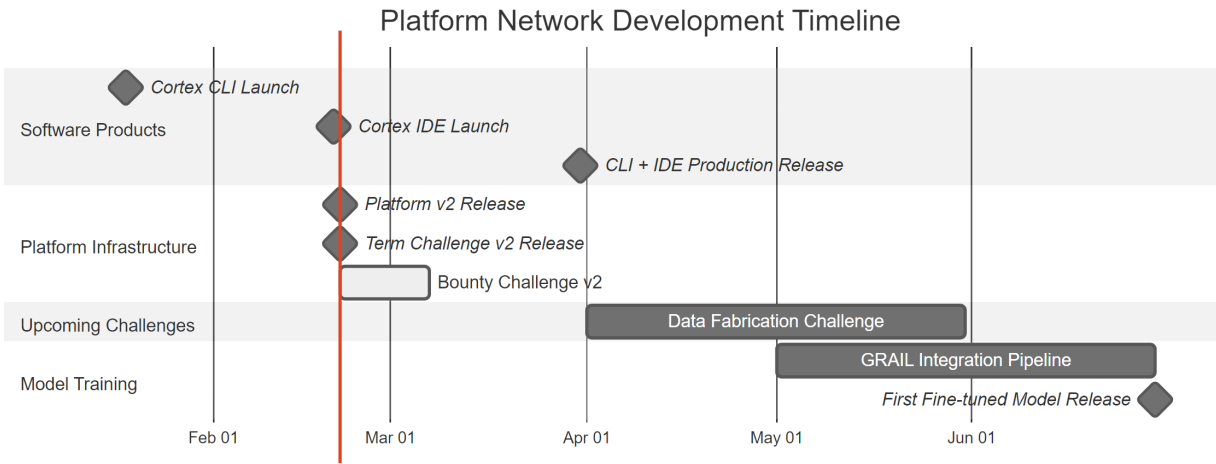 Platform Network Development Timeline
Cortex CLI Launch
Software Products
Cortex IDE Launch
CLI + IDE Production Release
Platform v2 Release
Platform Infrastructure
Term Challenge v2 Release
Bounty Challenge v2
Upcoming Challenges
Data Fabrication Challenge
GRAIL Integration Pipeline
Model Training
First Fine-tuned Model Release
Feb 01
Mar 01
Apr 01
May 01
Jun 01